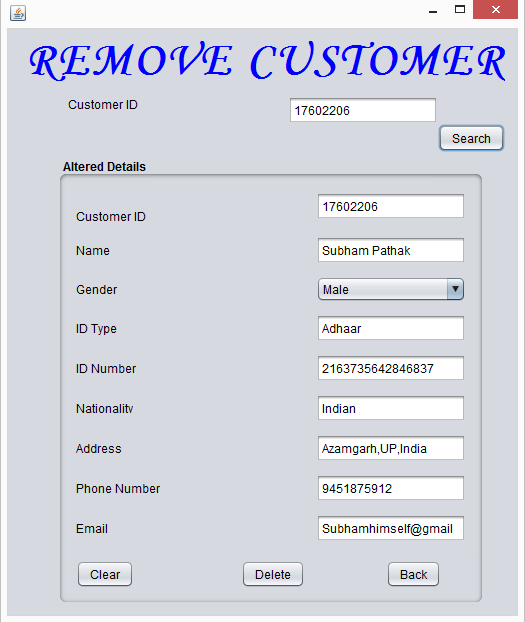 REMOVE CUSTOMER
Customer ID 17602206
Search
Altered Details
Customer ID 17602206
Name Subham Pathak
Gender Male
ID Type Adhaar
ID Number 2163735642846837
Nationality Indian
Address Azamgarh,UP,India
Phone Number 9451875912
Email Subhamhimself@gmail
Clear Delete Back